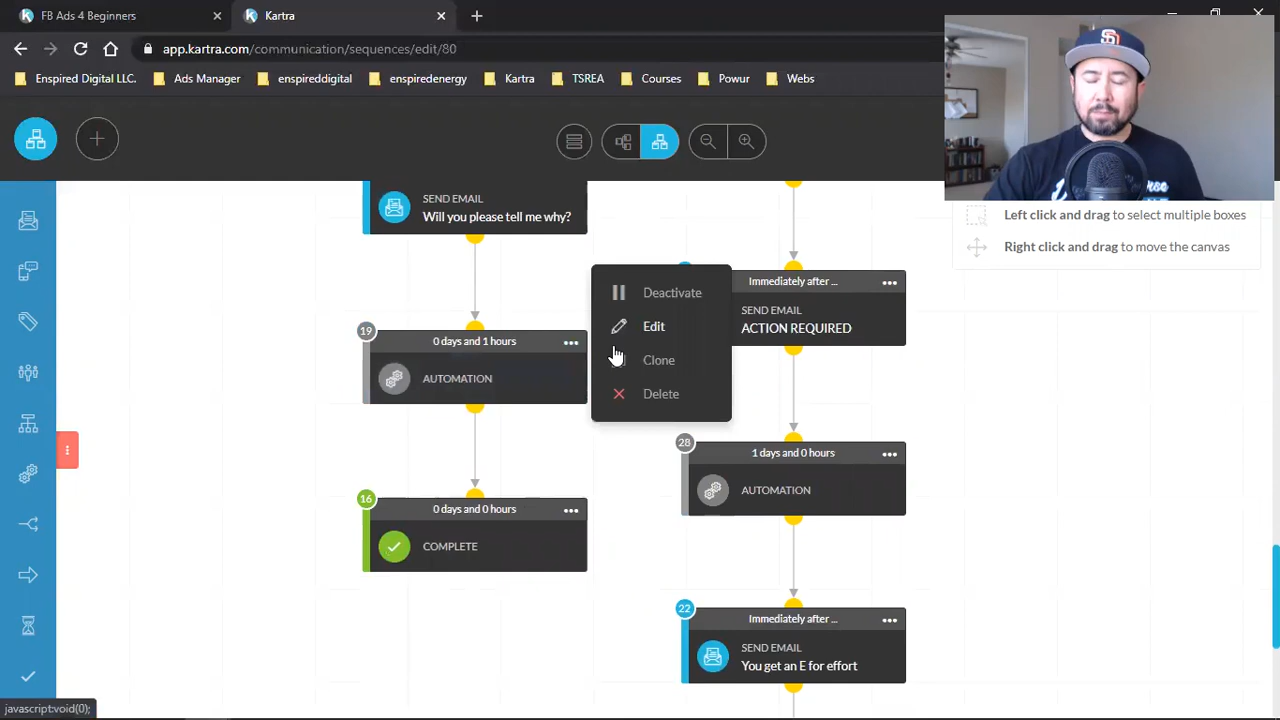 FB Ads 4 Beginners
Kartra
app.kartra.com/communication/sequences/edit/80
Enspired Digital LLC.
Ads Manager
enspireddigital
enspiredenergy
Kartra
TSREA
Courses
Powur
Webs
Left click and drag to select multiple boxes
Right click and drag to move the canvas
SEND EMAIL
Will you please tell me why?
Deactivate
Edit
Clone
Delete
Immediately after ...
SEND EMAIL
ACTION REQUIRED
19
0 days and 1 hours
AUTOMATION
28
1 days and 0 hours
AUTOMATION
16
0 days and 0 hours
COMPLETE
22
Immediately after ...
SEND EMAIL
You get an E for effort
javascript:void(0);